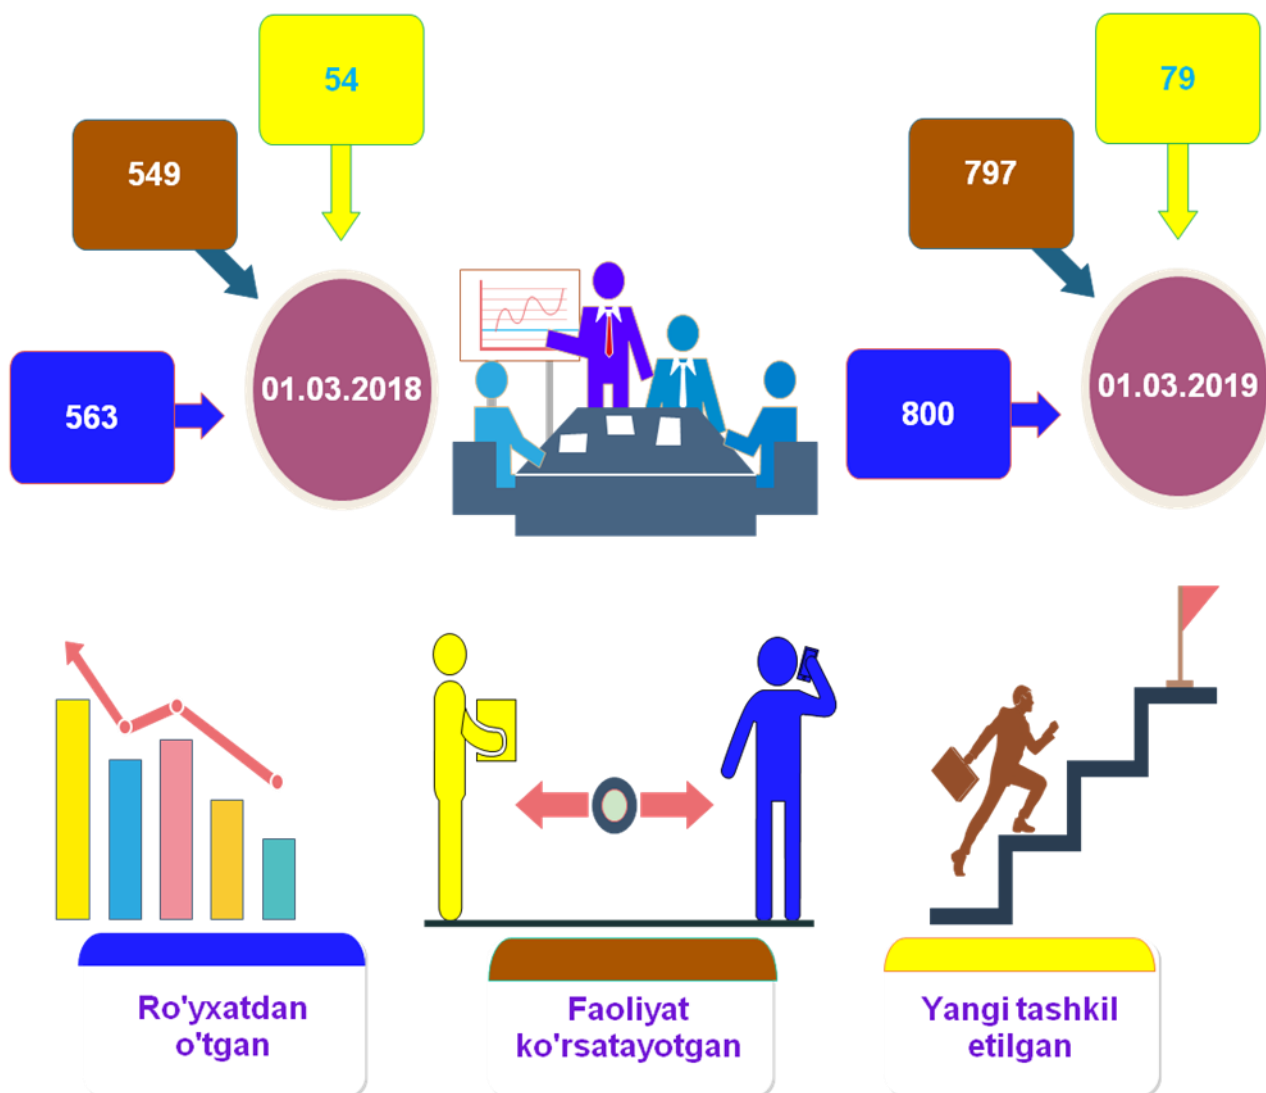 54
79
549
797
01.03.2018
01.03.2019
563
800
Ro'yxatdan
o'tgan
Faoliyat
ko'rsatayotgan
Yangi tashkil
etilgan